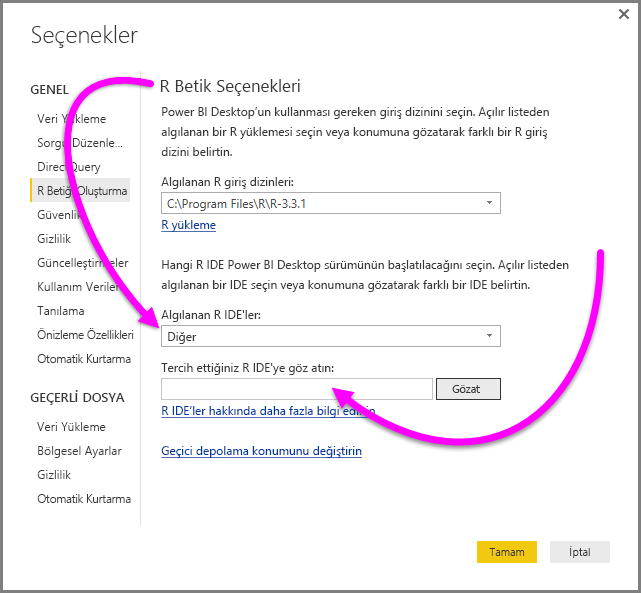 Seçenekler
GENEL
Veri Yükleme
Sorgu Düzenle...
DirectQuery
R Betiği Oluşturma
Güvenlik
Gizlilik
Güncelleştirmeler
Kullanım Verileri
Tanılama
Önizleme Özellikleri
Otomatik Kurtarma
GEÇERLİ DOSYA
Veri Yükleme
Bölgesel Ayarlar
Gizlilik
Otomatik Kurtarma
R Betik Seçenekleri
Power BI Desktop'un kullanması gereken giriş dizinini seçin. Açılır listeden
algılanan bir R yüklemesi seçin veya konumuna gözatarak farklı bir R giriş
dizini belirtin.
Algılanan R giriş dizinleri:
C:\Program Files\R\R-3.3.1
R yükleme
Hangi R IDE Power BI Desktop sürümünün başlatılacağını seçin. Açılır listeden
algılanan bir IDE seçin veya konumuna gözatarak farklı bir IDE belirtin.
Algılanan R IDE'ler:
Diğer
Tercih ettiğiniz R IDE'ye göz atın:
Gözat
R IDE'ler hakkında daha fazla bilgi edinin
Geçici depolama konumunu değiştirin
Tamam
İptal